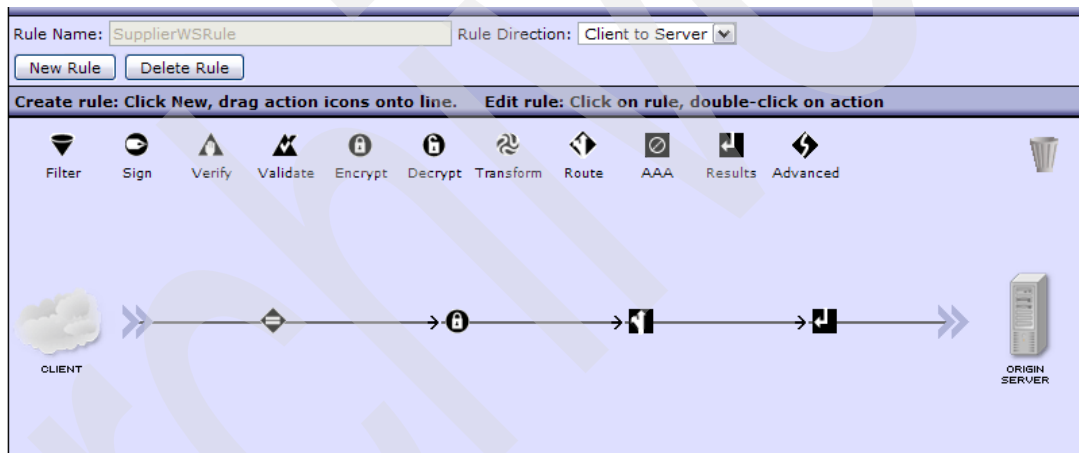 Rule Name: SupplierWSRule Rule Direction: Client to Server
New Rule Delete Rule
Create rule: Click New, drag action icons onto line. Edit rule: Click on rule, double-click on action
Filter Sign Verify Validate Encrypt Decrypt Transform Route AAA Results Advanced
CLIENT
ORIGIN
SERVER